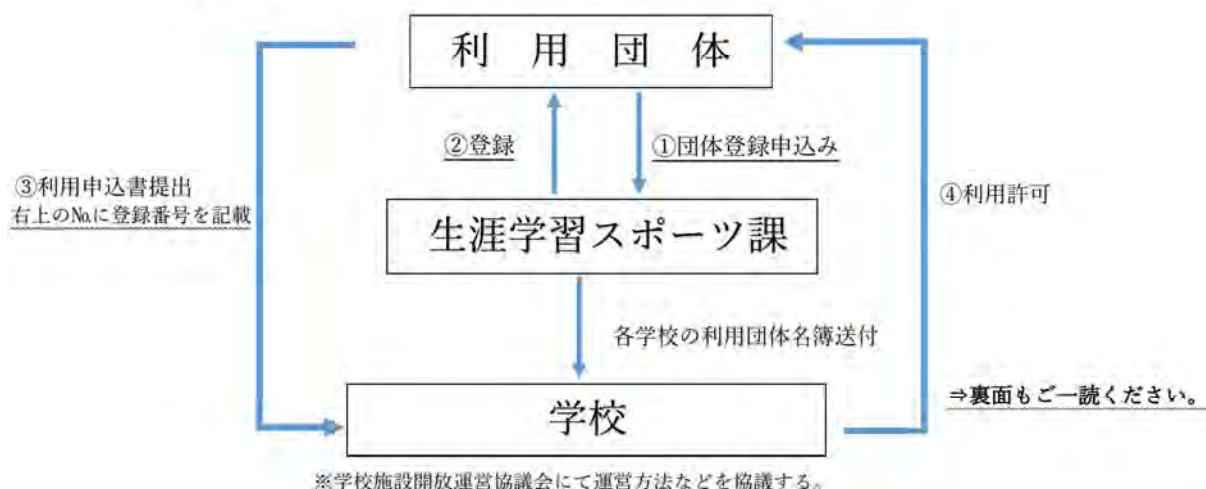 利　用　団　体
②登録
①団体登録申込み
③利用申込書提出
右上の№に登録番号を記載
④利用許可
生涯学習スポーツ課
各学校の利用団体名簿送付
⇒裏面もご一読ください。
学校
※学校施設開放運営協議会にて運営方法などを協議する。